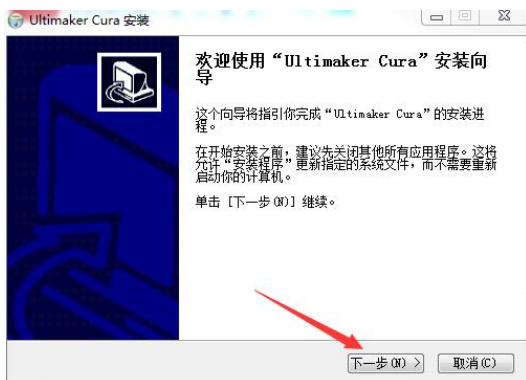 Ultimaker Cura 安装
欢迎使用“Ultimaker Cura”安装向
导
这个向导将指引你完成“Ultimaker Cura”的安装进
程。
在开始安装之前，建议先关闭其他所有应用程序。这将
允许“安装程序”更新指定的系统文件，而不需要重新
启动你的计算机。
单击 [下一步(N)] 继续。
下一步(N) >
取消(C)